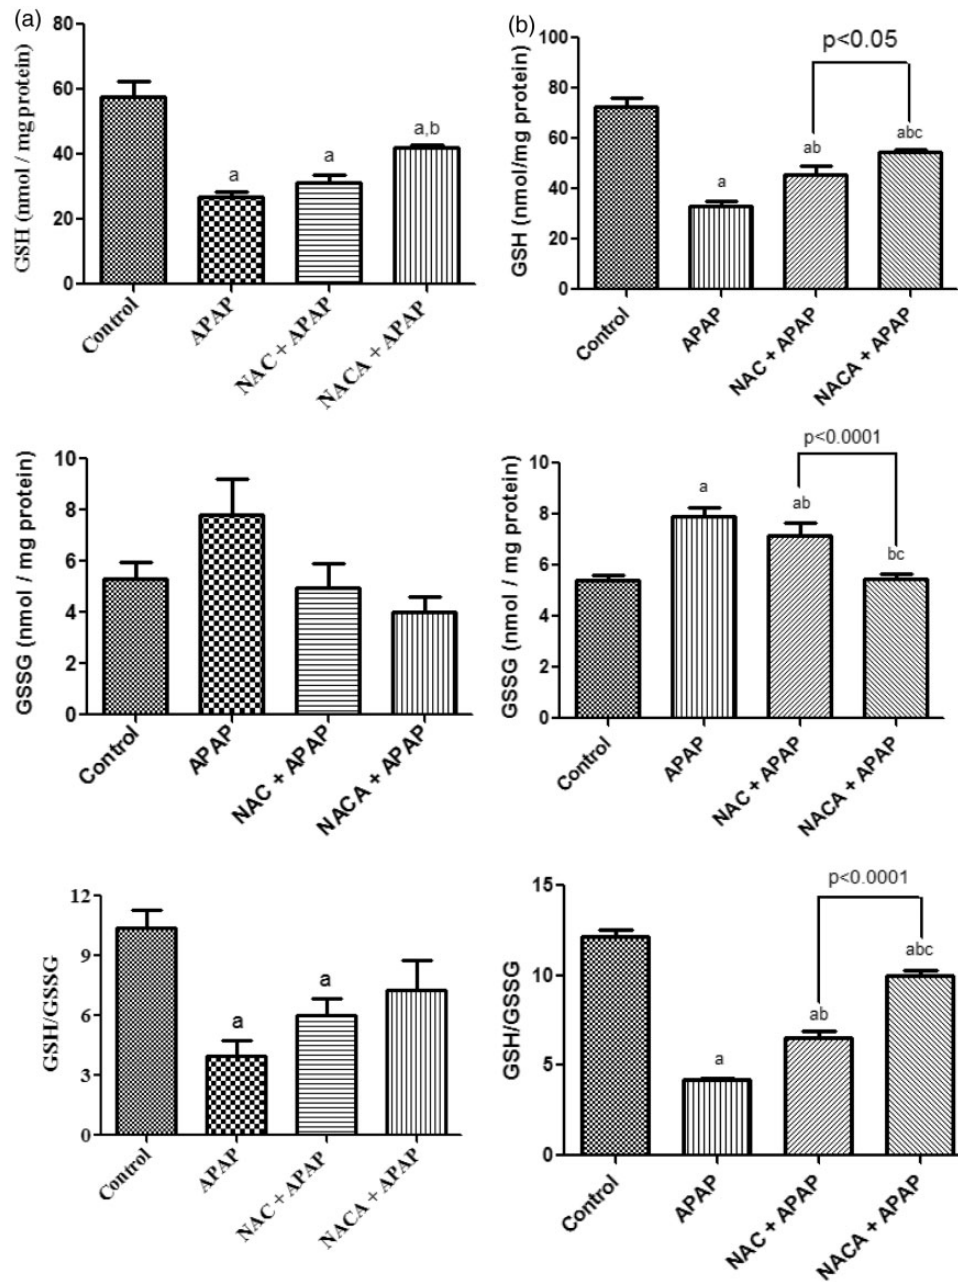 (a)
80
60
40
20
0
GSH (nmol / mg protein)
a
a
a,b
Control
APAP
NAC + APAP
NACA + APAP
(b)
100
80
60
40
20
0
GSH (nmol/mg protein)
p<0.05
a
ab
abc
Control
APAP
NAC + APAP
NACA + APAP
10
8
6
4
2
0
GSSG (nmol / mg protein)
Control
APAP
NAC + APAP
NACA + APAP
10
8
6
4
2
0
GSSG (nmol / mg protein)
p<0.0001
a
ab
bc
Control
APAP
NAC + APAP
NACA + APAP
12
9
6
3
0
GSH/GSSG
a
a
Control
APAP
NAC + APAP
NACA + APAP
15
10
5
0
GSH/GSSG
p<0.0001
a
ab
abc
Control
APAP
NAC + APAP
NACA + APAP